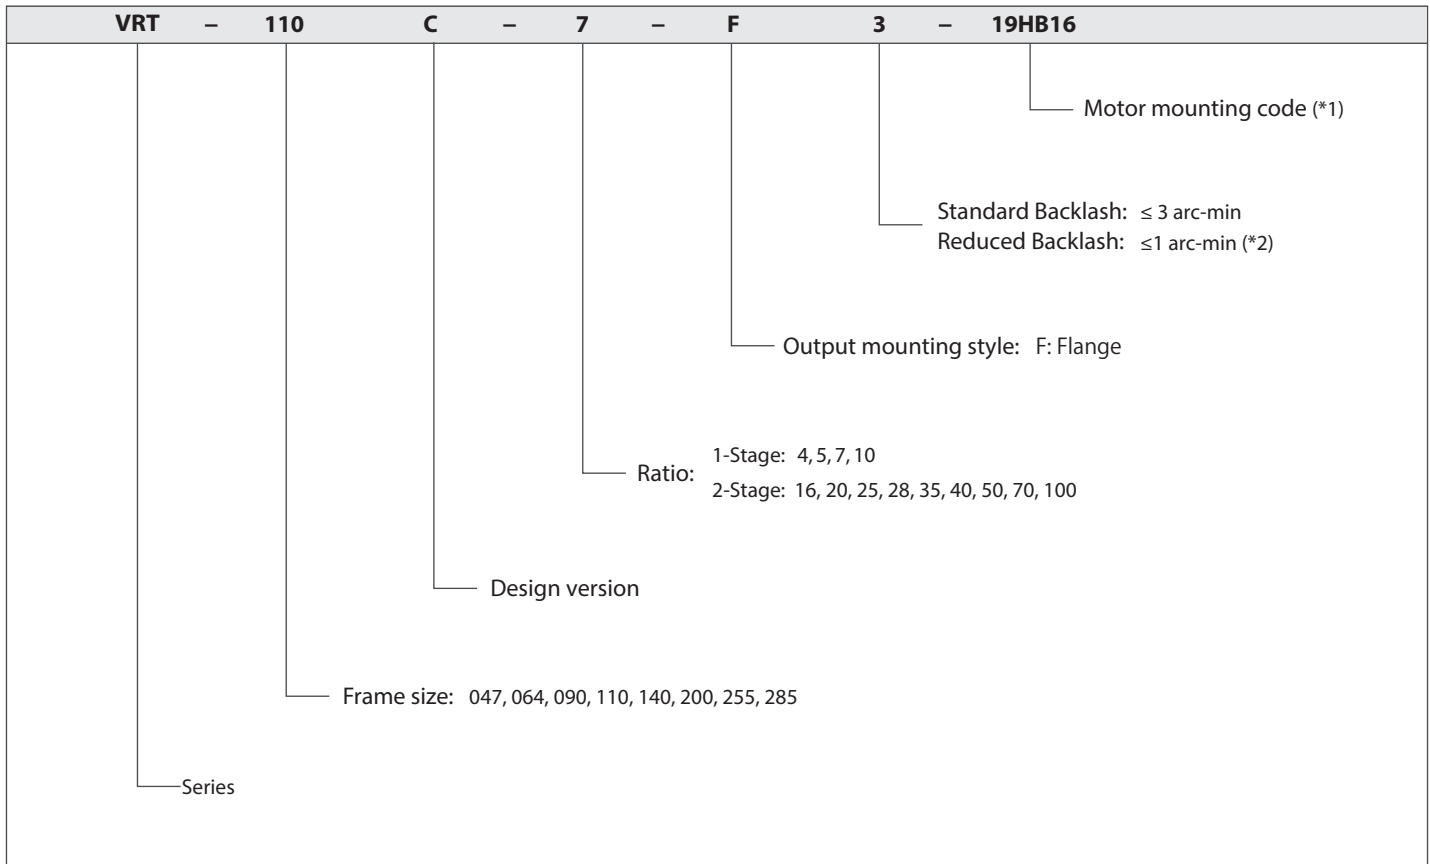 VRT – 110 C – 7 – F 3 – 19HB16
Motor mounting code (*1)
Standard Backlash: ≤ 3 arc-min
Reduced Backlash: ≤1 arc-min (*2)
Output mounting style: F: Flange
Ratio:
1-Stage: 4, 5, 7, 10
2-Stage: 16, 20, 25, 28, 35, 40, 50, 70, 100
Design version
Frame size: 047, 064, 090, 110, 140, 200, 255, 285
Series